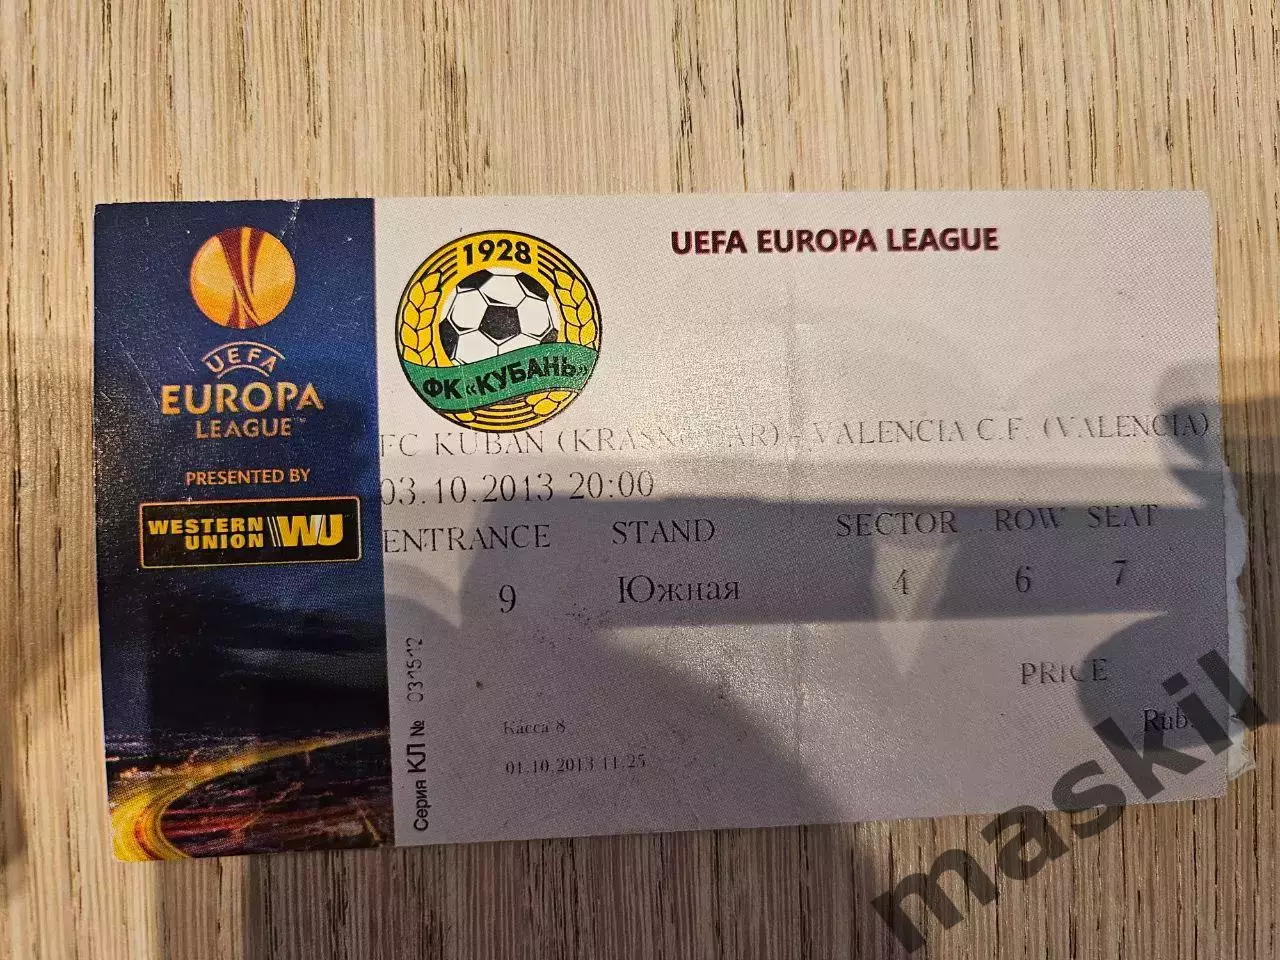 UEFA
EUROPA
LEAGUE™
PRESENTED BY
WESTERN
UNION
WU
1928
ФК «КУБАНЬ»
UEFA EUROPA LEAGUE
FC KUBAN (KRASNODAR) - VALENCIA C.F. (VALENCIA)
03.10.2013 20:00
ENTRANCE STAND SECTOR ROW SEAT
9 Южная 4 6 7
PRICE
Rub.
Касса 8
01.10.2013 11:25
Серия КЛ № 031512
maskil